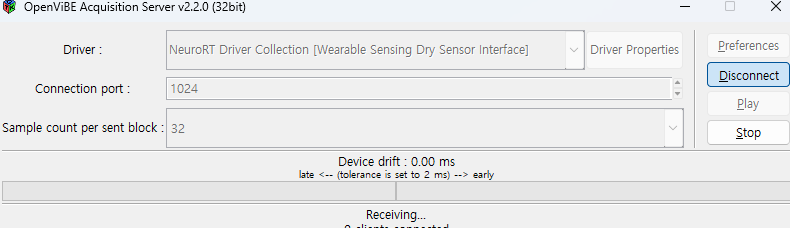 OpenViBE Acquisition Server v2.2.0 (32bit)
Driver : NeuroRT Driver Collection [Wearable Sensing Dry Sensor Interface] Driver Properties Preferences
Disconnect
Connection port : 1024
Play
Sample count per sent block : 32
Stop
Device drift : 0.00 ms
late <-- (tolerance is set to 2 ms) --> early
Receiving...
clients connected